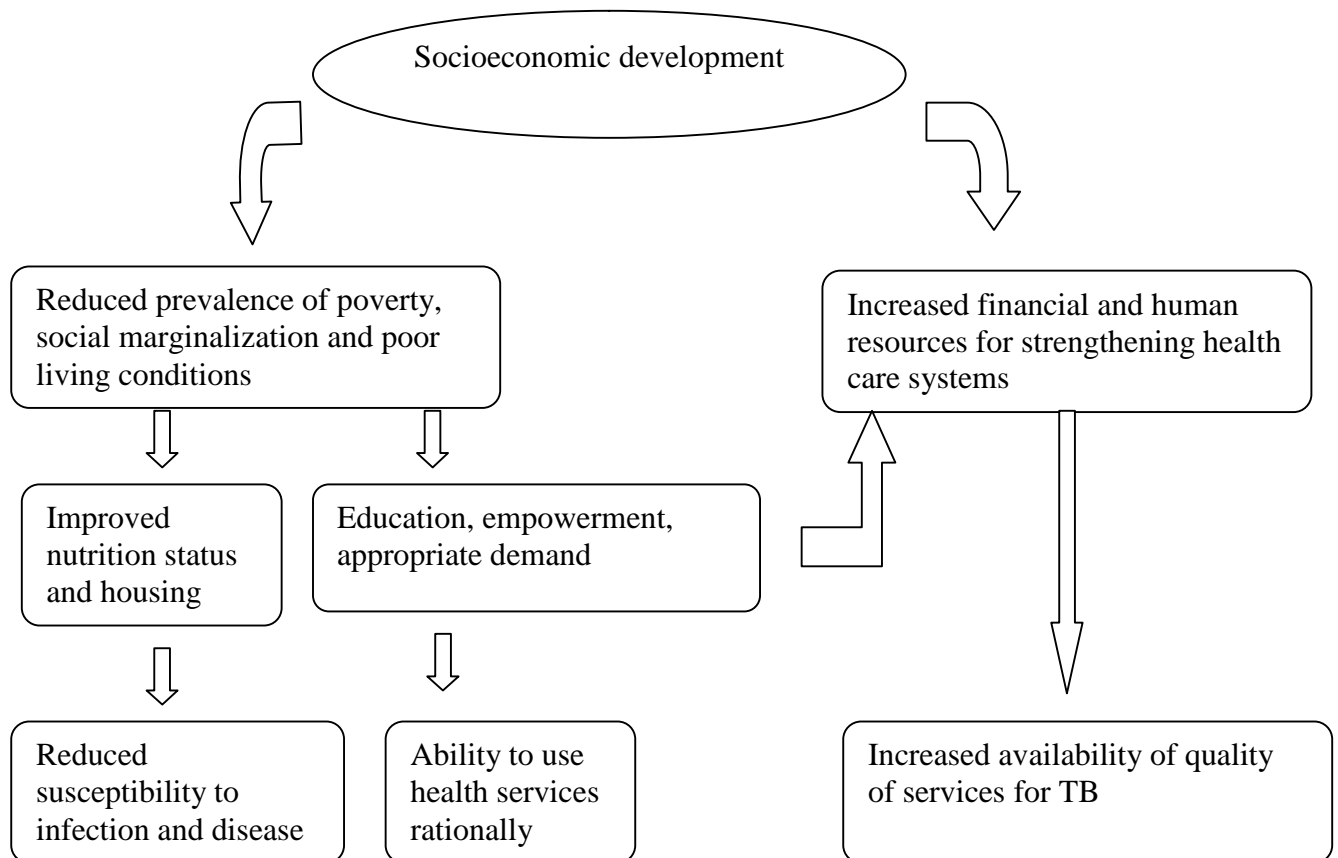 Socioeconomic development
Reduced prevalence of poverty,
social marginalization and poor
living conditions
Increased financial and human
resources for strengthening health
care systems
Improved
nutrition status
and housing
Education, empowerment,
appropriate demand
Reduced
susceptibility to
infection and disease
Ability to use
health services
rationally
Increased availability of quality
of services for TB